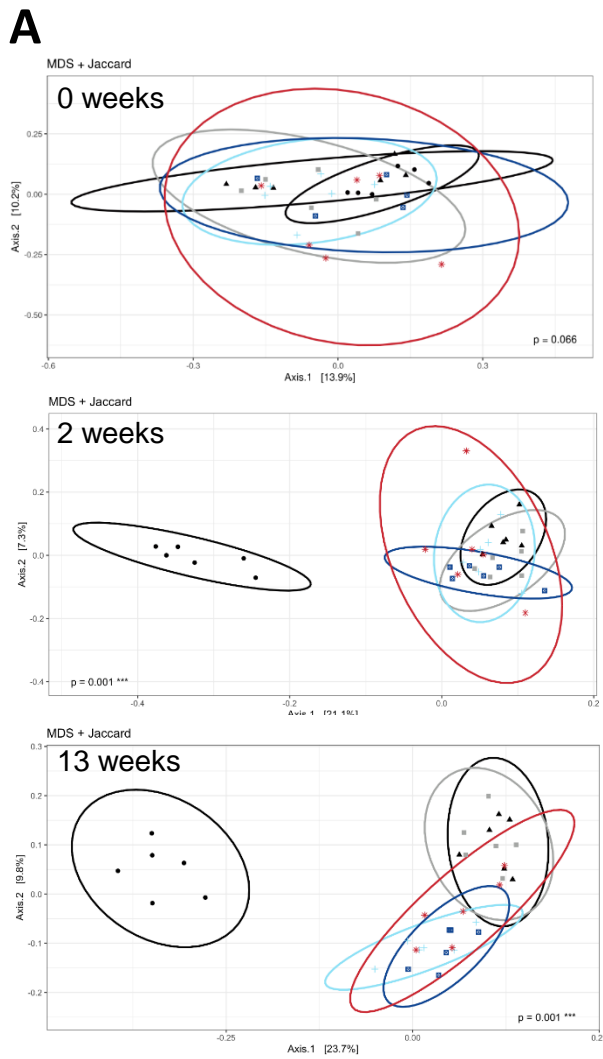 A
MDS + Jaccard
0 weeks
0.25
0.00
-0.25
-0.50
Axis.2 [10.2%]
p = 0.066
-0.6
-0.3
0.0
0.3
Axis.1 [13.9%]
MDS + Jaccard
2 weeks
0.4
0.2
0.0
-0.2
-0.4
Axis.2 [7.3%]
p = 0.001 ***
-0.4
-0.2
0.0
0.2
Axis.1 [21.1%]
MDS + Jaccard
13 weeks
0.3
0.2
0.1
0.0
-0.1
-0.2
Axis.2 [9.8%]
p = 0.001 ***
-0.25
0.00
0.2
Axis.1 [23.7%]